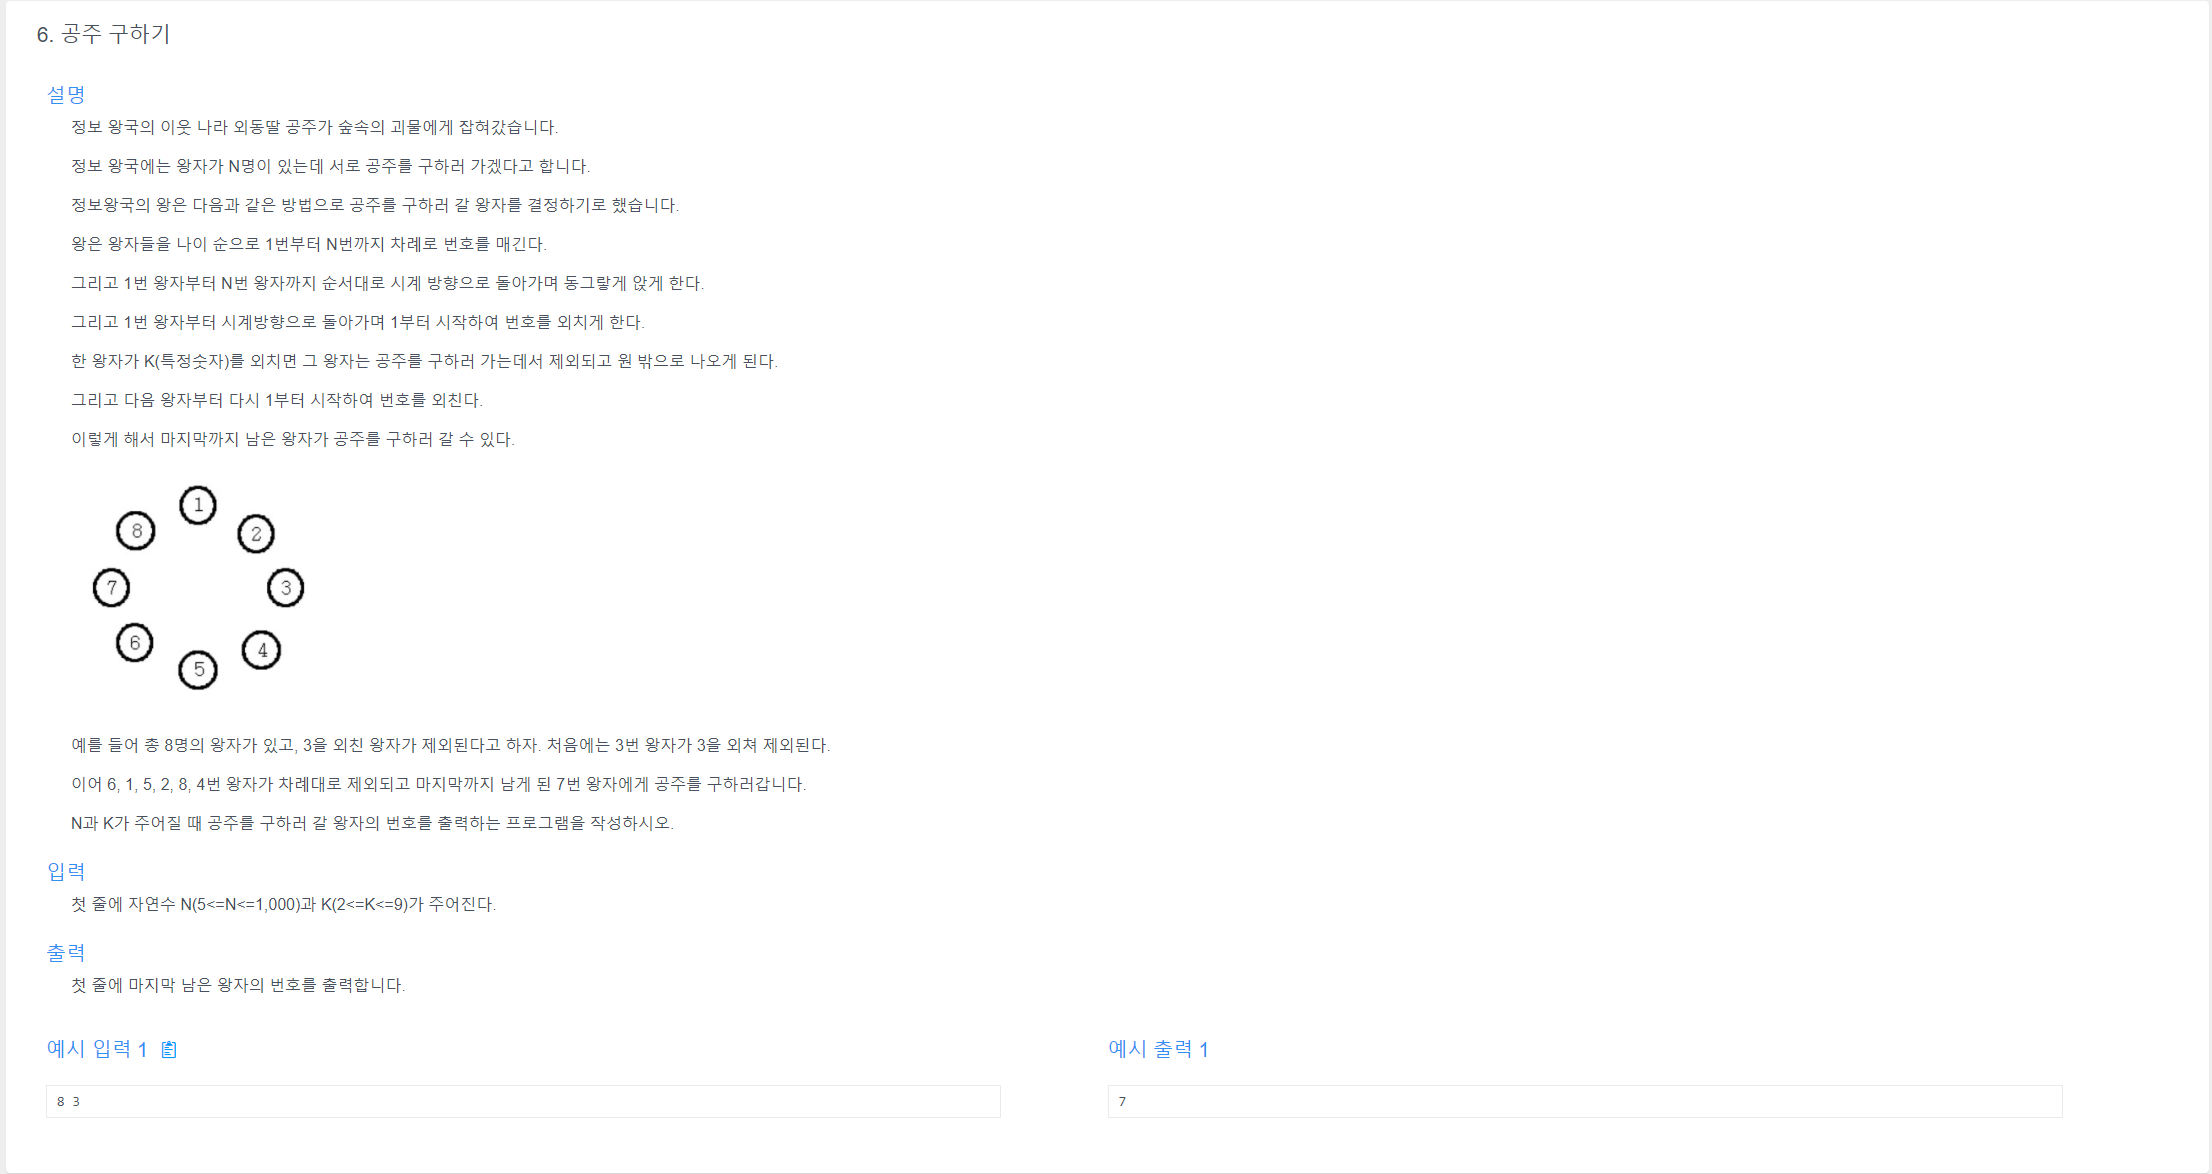 6. 공주 구하기
설명
정보 왕국의 이웃 나라 외동딸 공주가 숲속의 괴물에게 잡혀갔습니다.
정보 왕국에는 왕자가 N명이 있는데 서로 공주를 구하러 가겠다고 합니다.
정보왕국의 왕은 다음과 같은 방법으로 공주를 구하러 갈 왕자를 결정하기로 했습니다.
왕은 왕자들을 나이 순으로 1번부터 N번까지 차례로 번호를 매긴다.
그리고 1번 왕자부터 N번 왕자까지 순서대로 시계 방향으로 돌아가며 동그랗게 앉게 한다.
그리고 1번 왕자부터 시계방향으로 돌아가며 1부터 시작하여 번호를 외치게 한다.
한 왕자가 K(특정숫자)를 외치면 그 왕자는 공주를 구하러 가는데서 제외되고 원 밖으로 나오게 된다.
그리고 다음 왕자부터 다시 1부터 시작하여 번호를 외친다.
이렇게 해서 마지막까지 남은 왕자가 공주를 구하러 갈 수 있다.
1
8
2
7
3
6
4
5
예를 들어 총 8명의 왕자가 있고, 3을 외친 왕자가 제외된다고 하자. 처음에는 3번 왕자가 3을 외쳐 제외된다.
이어 6, 1, 5, 2, 8, 4번 왕자가 차례대로 제외되고 마지막까지 남게 된 7번 왕자에게 공주를 구하러갑니다.
N과 K가 주어질 때 공주를 구하러 갈 왕자의 번호를 출력하는 프로그램을 작성하시오.
입력
첫 줄에 자연수 N(5<=N<=1,000)과 K(2<=K<=9)가 주어진다.
출력
첫 줄에 마지막 남은 왕자의 번호를 출력합니다.
예시 입력 1
8 3
예시 출력 1
7